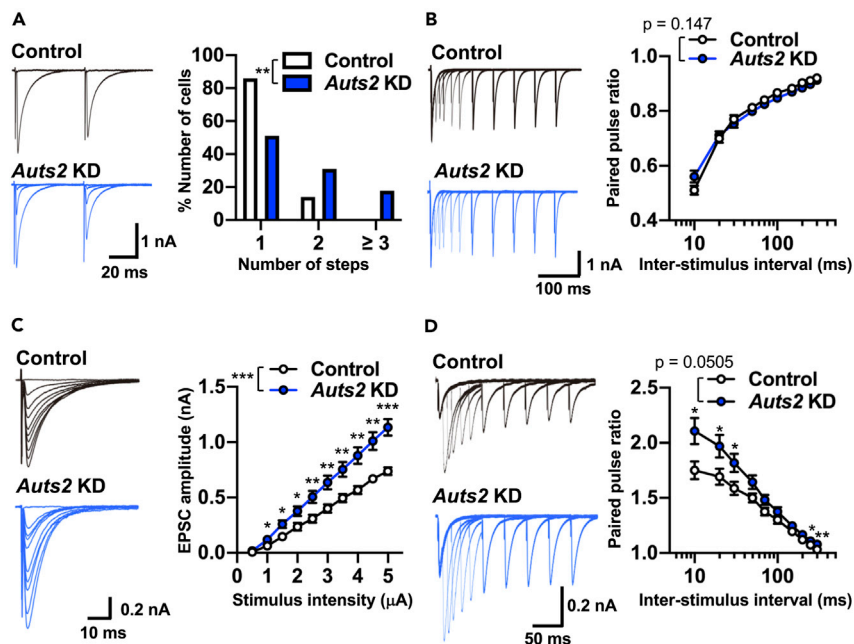 A
Control
Auts2 KD
1 nA
20 ms
**
Control
Auts2 KD
% Number of cells
100
80
60
40
20
0
1 2 ≥ 3
Number of steps
B
Control
Auts2 KD
1 nA
100 ms
p = 0.147
Control
Auts2 KD
Paired pulse ratio
1.0
0.8
0.6
0.4
10 100
Inter-stimulus interval (ms)
C
Control
Auts2 KD
0.2 nA
10 ms
***
Control
Auts2 KD
EPSC amplitude (nA)
1.5
1.0
0.5
0.0
* * * ** ** ** ** ** ***
0 1 2 3 4 5
Stimulus intensity (μA)
D
Control
Auts2 KD
0.2 nA
50 ms
p = 0.0505
Control
Auts2 KD
Paired pulse ratio
2.5
2.0
1.5
1.0
* * * * **
10 100
Inter-stimulus interval (ms)